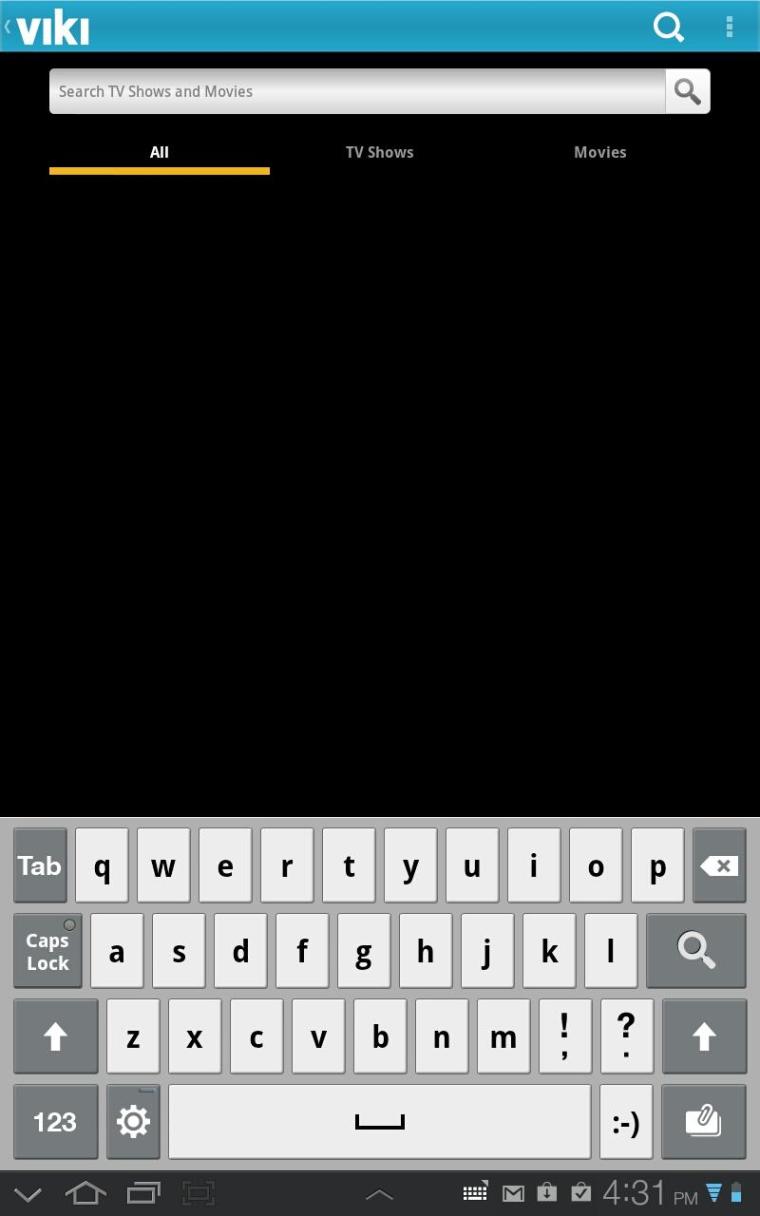 viki
Search TV Shows and Movies
All TV Shows Movies
Tab q w e r t y u i o p
Caps Lock a s d f g h j k l
z x c v b n m ! , ? .
123 :-)
4:31 PM